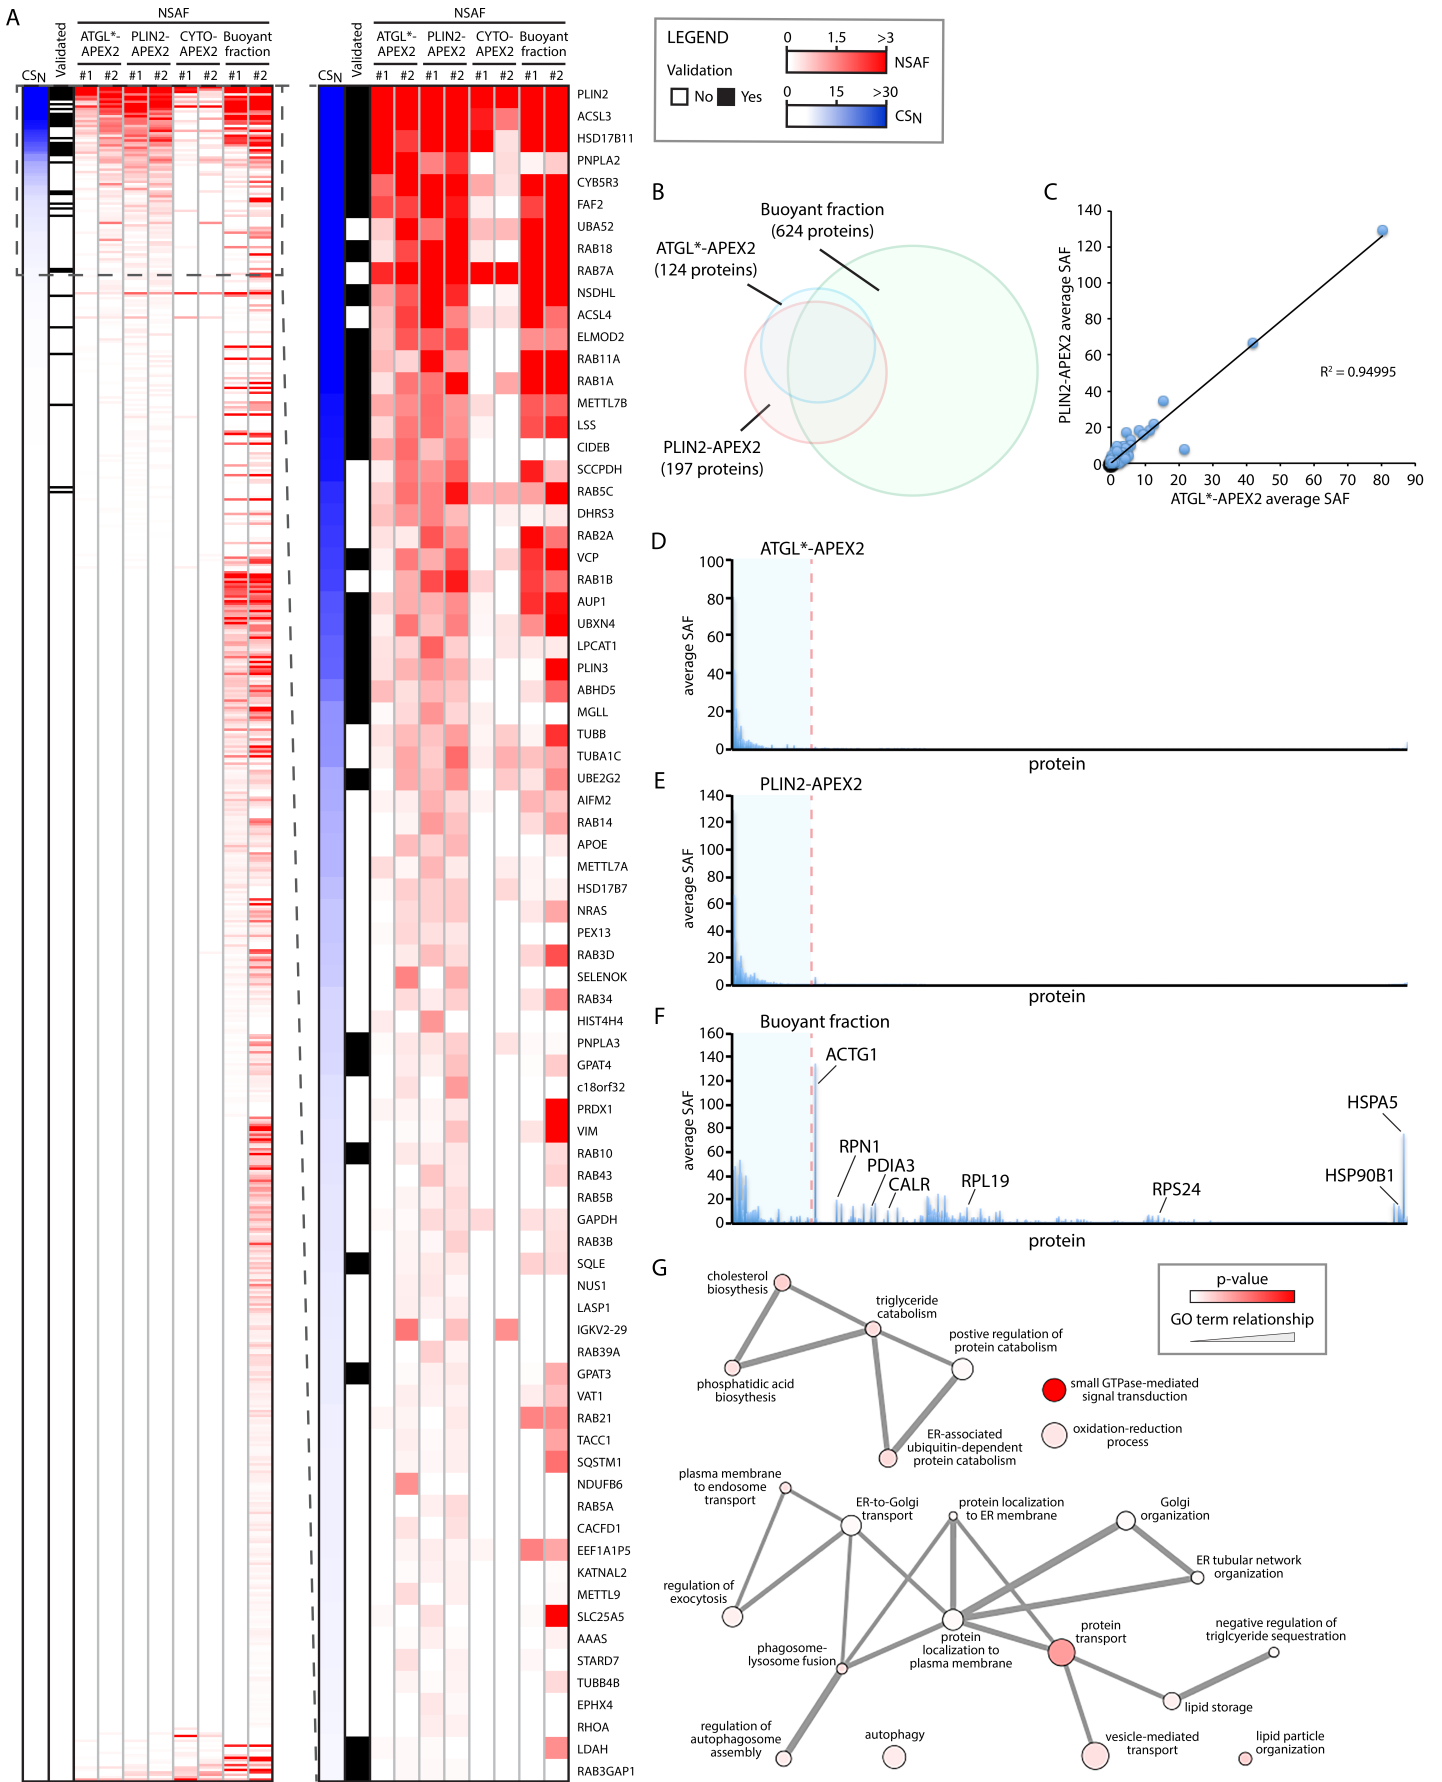 A
NSAF
ATGL*-APEX2
PLIN2-APEX2
CYTO-APEX2
Buoyant fraction
CSN
Validated
#1 #2 #1 #2 #1 #2 #1 #2
NSAF
ATGL*-APEX2
PLIN2-APEX2
CYTO-APEX2
Buoyant fraction
CSN
Validated
#1 #2 #1 #2 #1 #2 #1 #2
PLIN2
ACSL3
HSD17B11
PNPLA2
CYB5R3
FAF2
UBA52
RAB18
RAB7A
NSDHL
ACSL4
ELMOD2
RAB11A
RAB1A
METTL7B
LSS
CIDEB
SCCPDH
RAB5C
DHRS3
RAB2A
VCP
RAB1B
AUP1
UBXN4
LPCAT1
PLIN3
ABHD5
MGLL
TUBB
TUBA1C
UBE2G2
AIFM2
RAB14
APOE
METTL7A
HSD17B7
NRAS
PEX13
RAB3D
SELENOK
RAB34
HIST4H4
PNPLA3
GPAT4
c18orf32
PRDX1
VIM
RAB10
RAB43
RAB5B
GAPDH
RAB3B
SQLE
NUS1
LASP1
IGKV2-29
RAB39A
GPAT3
VAT1
RAB21
TACC1
SQSTM1
NDUFB6
RAB5A
CACFD1
EEF1A1P5
KATNAL2
METTL9
SLC25A5
AAAS
STARD7
TUBB4B
EPHX4
RHOA
LDAH
RAB3GAP1
LEGEND
Validation
No Yes
0 1.5 >3
NSAF
0 15 >30
CSN
B
Buoyant fraction
(624 proteins)
ATGL*-APEX2
(124 proteins)
PLIN2-APEX2
(197 proteins)
C
PLIN2-APEX2 average SAF
140
120
100
80
60
40
20
0
R2 = 0.94995
0 10 20 30 40 50 60 70 80 90
ATGL*-APEX2 average SAF
D
ATGL*-APEX2
average SAF
100
80
60
40
20
0
protein
E
PLIN2-APEX2
average SAF
140
120
100
80
60
40
20
0
protein
F
Buoyant fraction
average SAF
160
140
120
100
80
60
40
20
0
ACTG1
RPN1
PDIA3
CALR
RPL19
RPS24
HSP90B1
HSPA5
protein
G
p-value
GO term relationship
cholesterol
biosythesis
triglyceride
catabolism
postive regulation of
protein catabolism
phosphatidic acid
biosythesis
small GTPase-mediated
signal transduction
oxidation-reduction
process
ER-associated
ubiquitin-dependent
protein catabolism
plasma membrane
to endosome
transport
ER-to-Golgi
transport
protein localization
to ER membrane
Golgi
organization
ER tubular network
organization
regulation of
exocytosis
phagosome-
lysosome fusion
protein
localization to
plasma membrane
protein
transport
negative regulation of
triglcyeride sequestration
lipid storage
regulation of
autophagosome
assembly
autophagy
vesicle-mediated
transport
lipid particle
organization